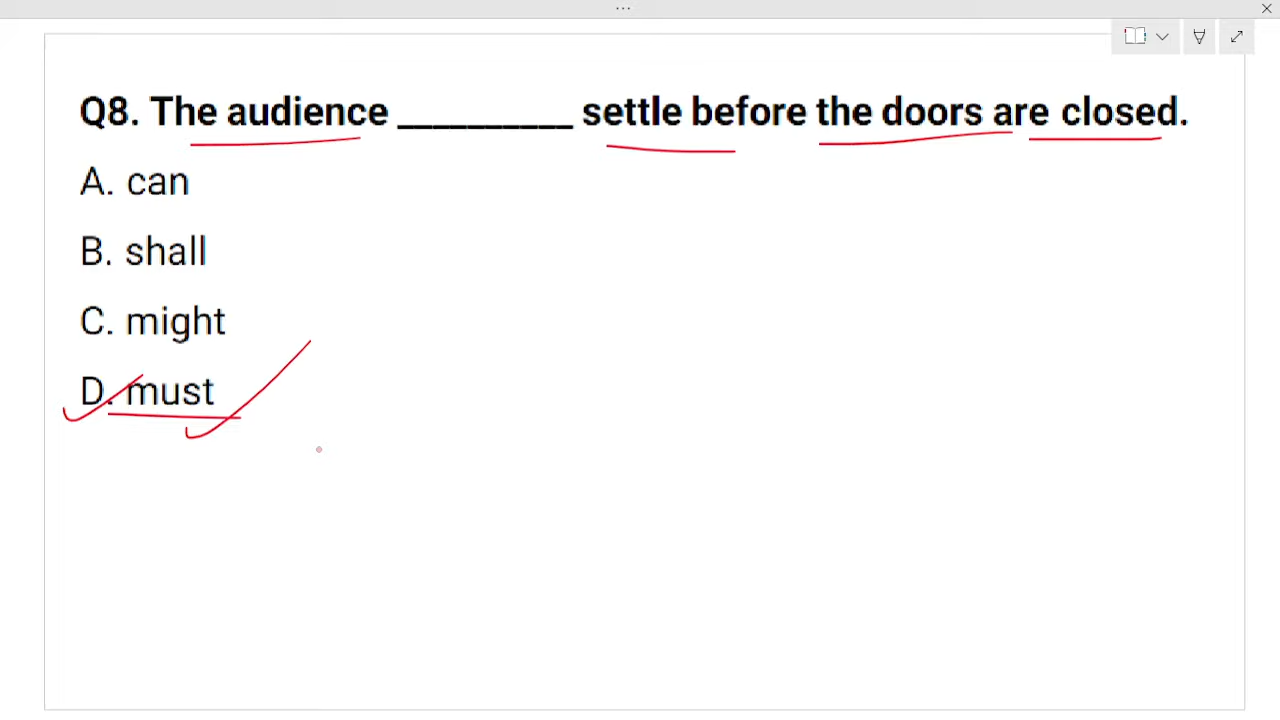 Q8. The audience __________ settle before the doors are closed.
A. can
B. shall
C. might
D. must